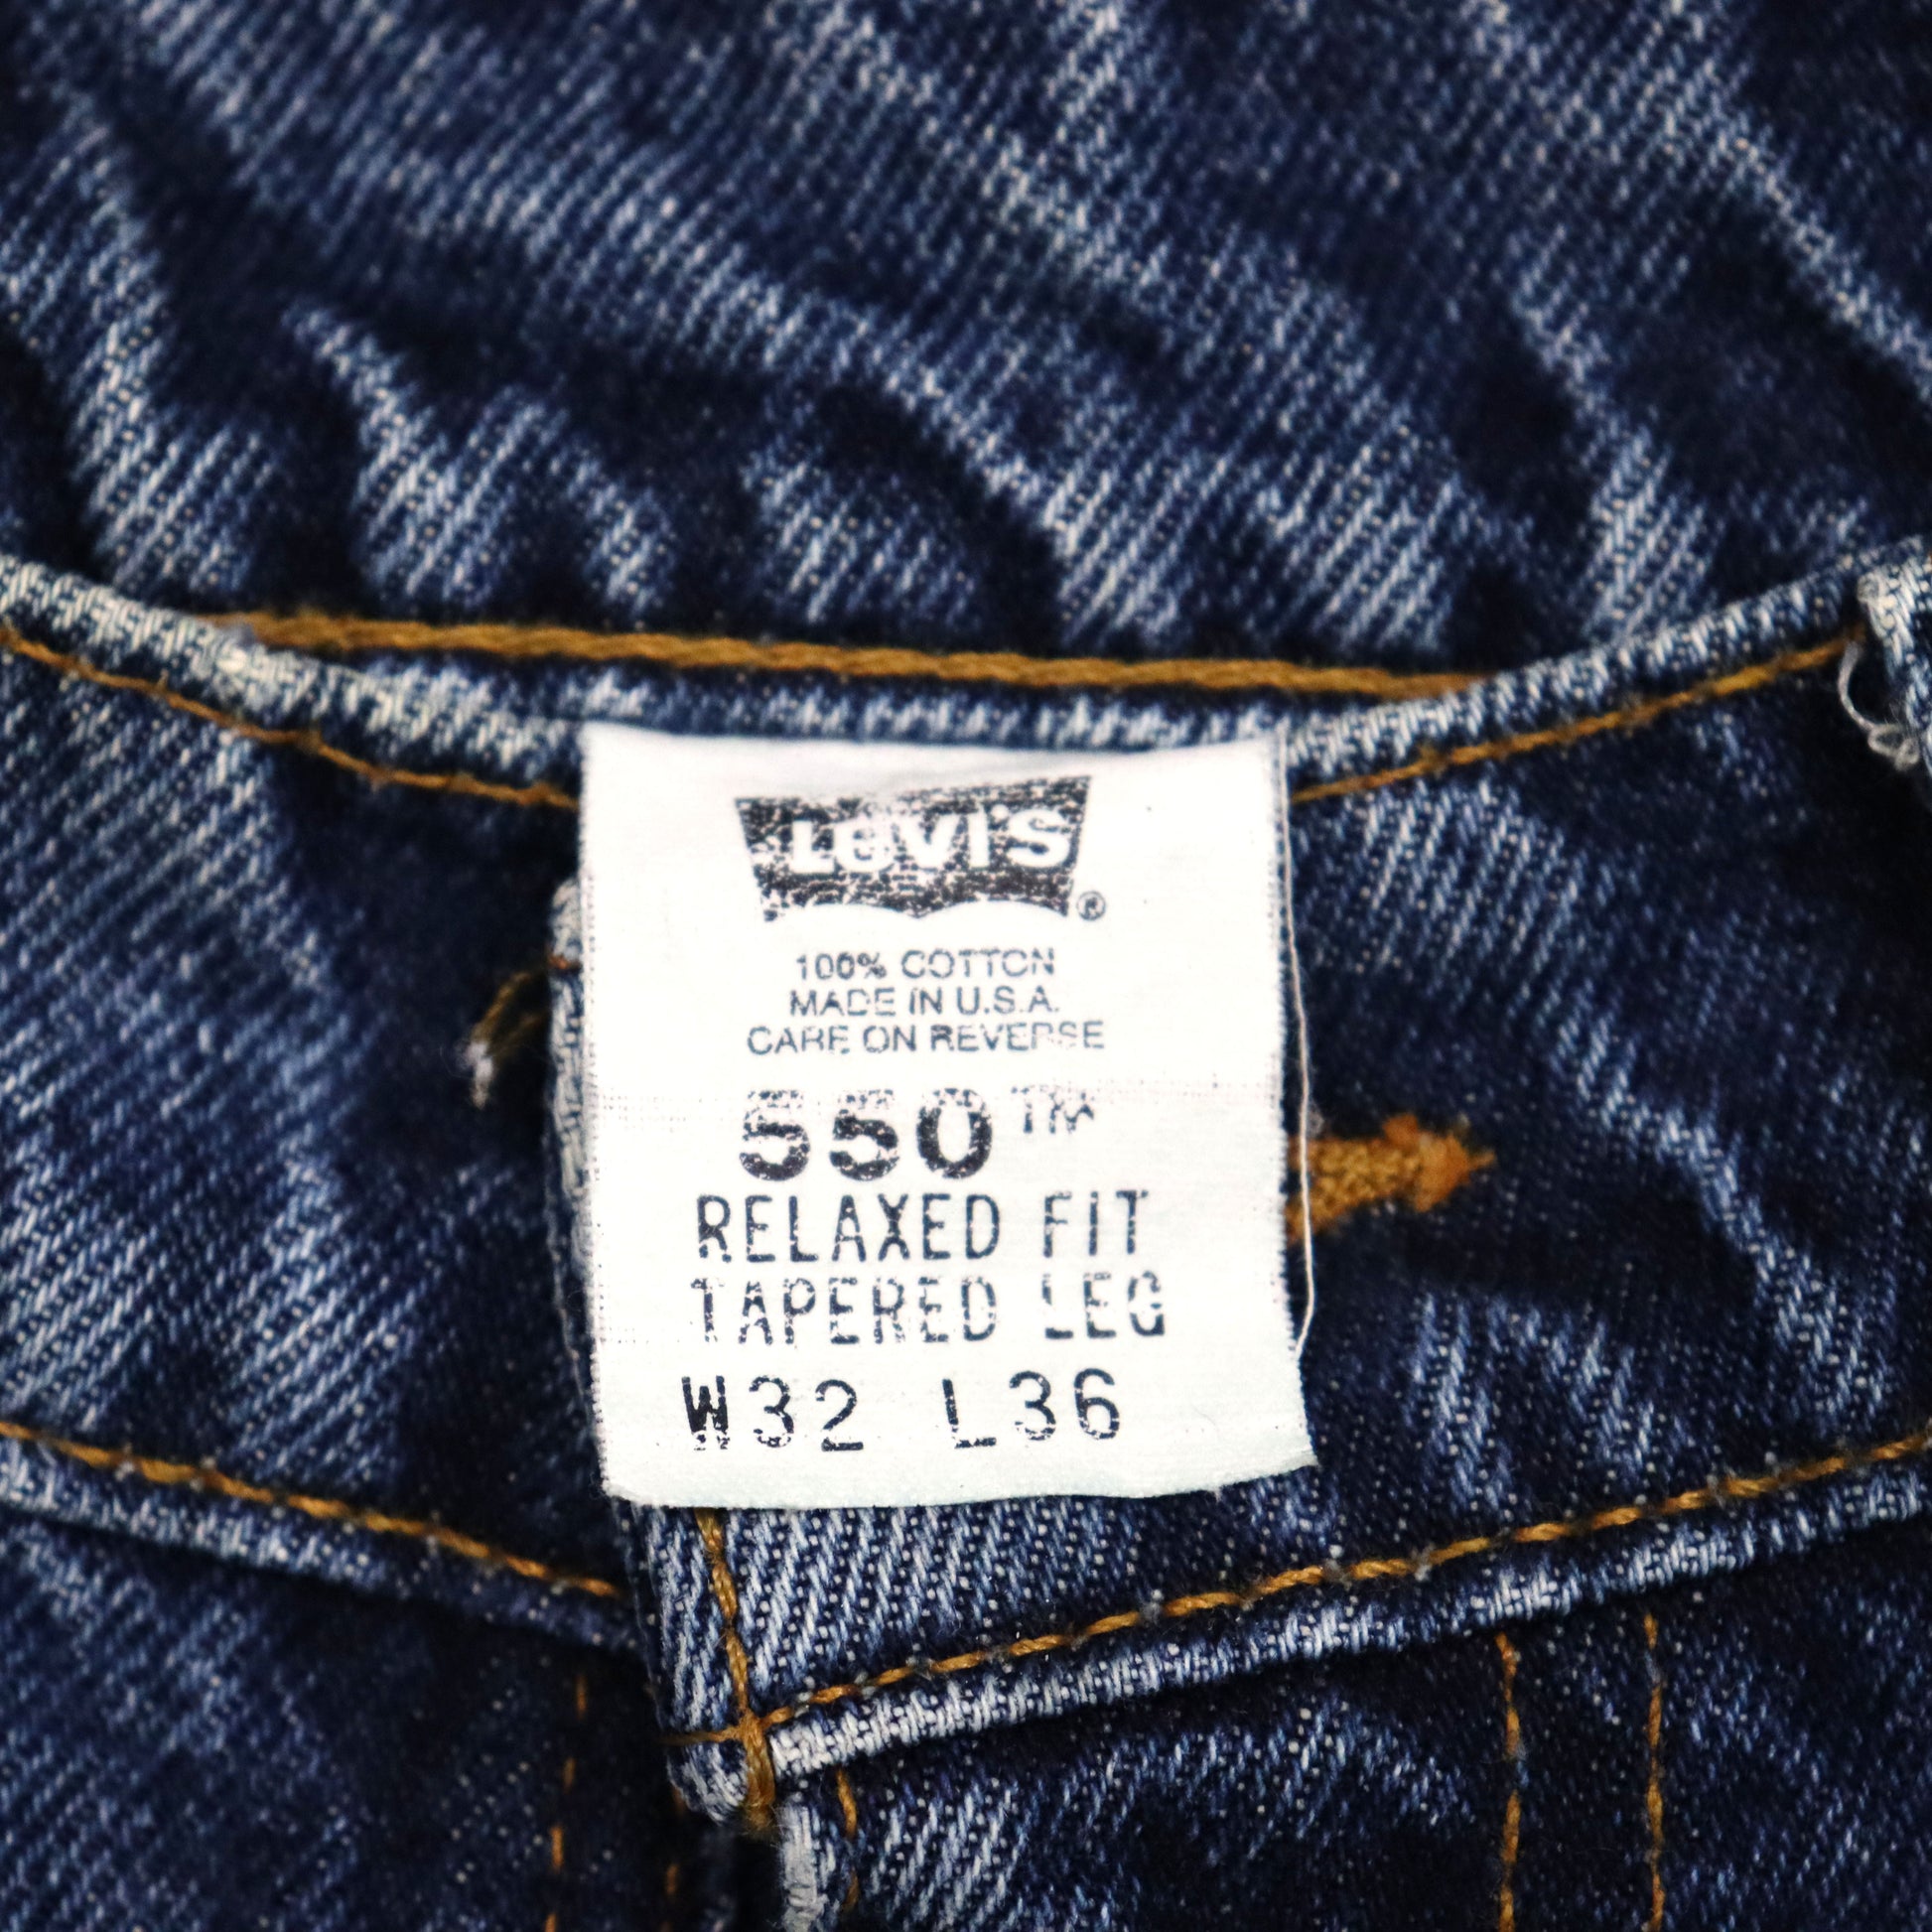 LEVI'S®
100% COTTON
MADE IN U.S.A.
CARE ON REVERSE
550™
RELAXED FIT
TAPERED LEG
W32 L36